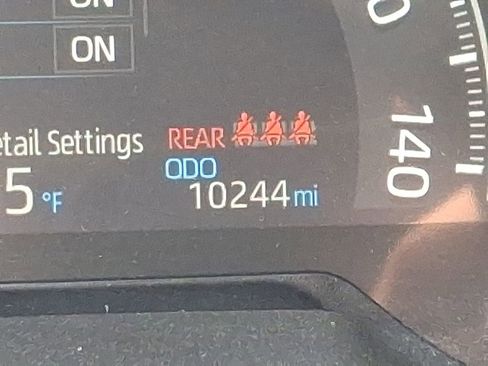 ON
ON
etail Settings
REAR
ODO
5 °F
10244 mi
140